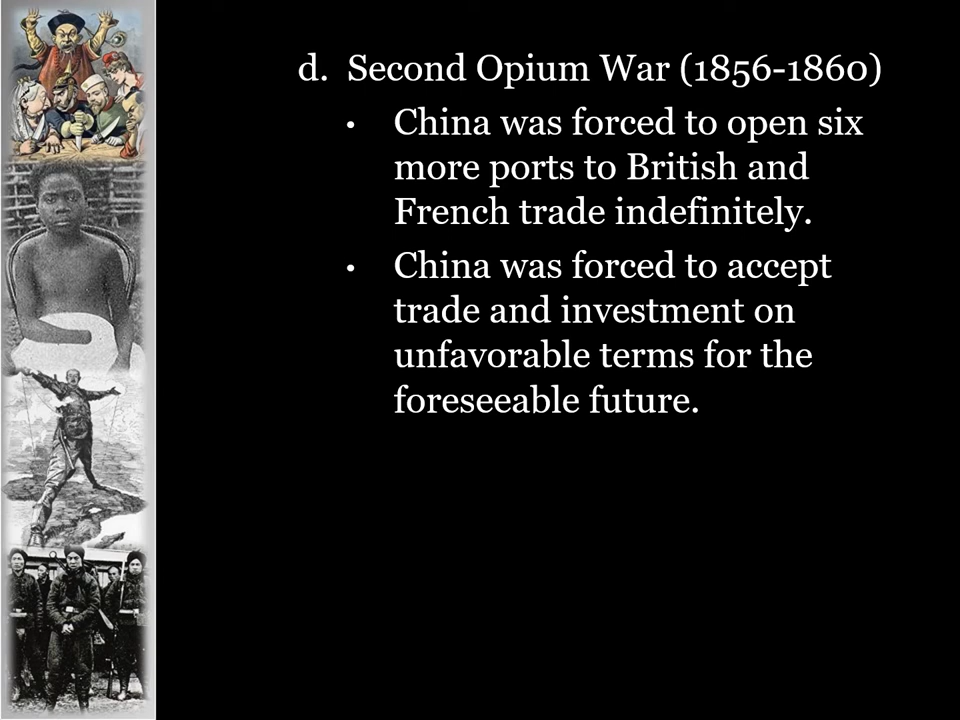 d. Second Opium War (1856-1860)
• China was forced to open six
more ports to British and
French trade indefinitely.
• China was forced to accept
trade and investment on
unfavorable terms for the
foreseeable future.